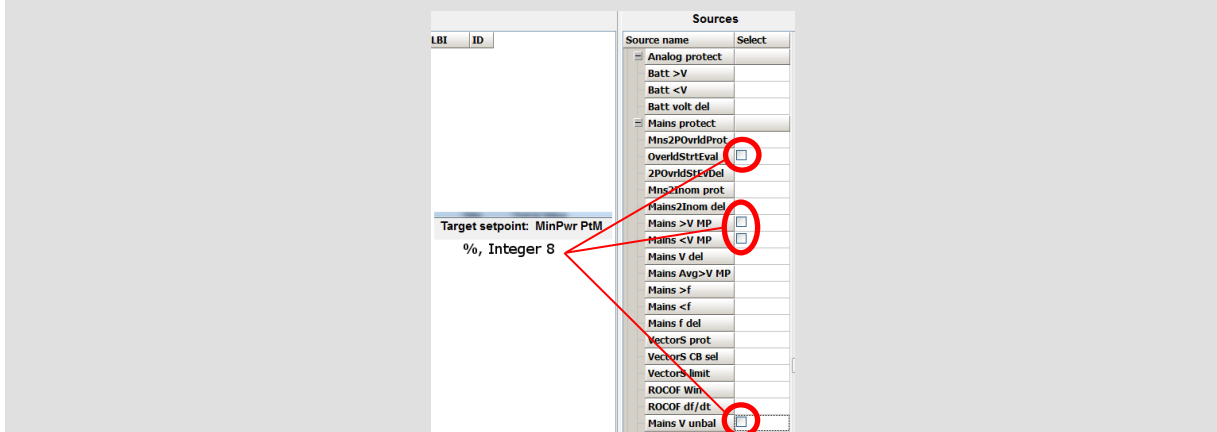 Sources
LBI ID
Source name Select
Analog protect
Batt >V
Batt <V
Batt volt del
Mains protect
Mns2POvrldProt
OverldStrtEval
2POvrldStEvDel
Mns2Inom prot
Mains2Inom del
Mains >V MP
Mains <V MP
Mains V del
Mains Avg>V MP
Mains >f
Mains <f
Mains f del
VectorS prot
VectorS CB sel
VectorS limit
ROCOF Win
ROCOF df/dt
Mains V unbal
Target setpoint: MinPwr PtM
%, Integer 8